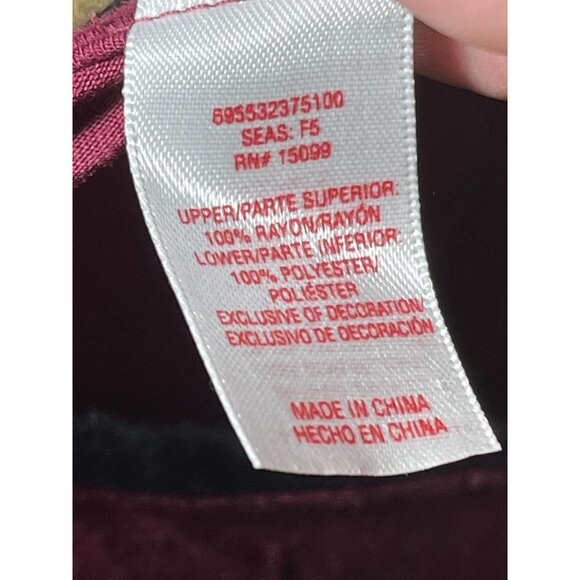 695532375100
SEAS: F5
RN# 15099
UPPER/PARTE SUPERIOR:
100% RAYON/RAYÓN
LOWER/PARTE INFERIOR:
100% POLYESTER/
POLIÉSTER
EXCLUSIVE OF DECORATION/
EXCLUSIVO DE DECORACIÓN
MADE IN CHINA
HECHO EN CHINA